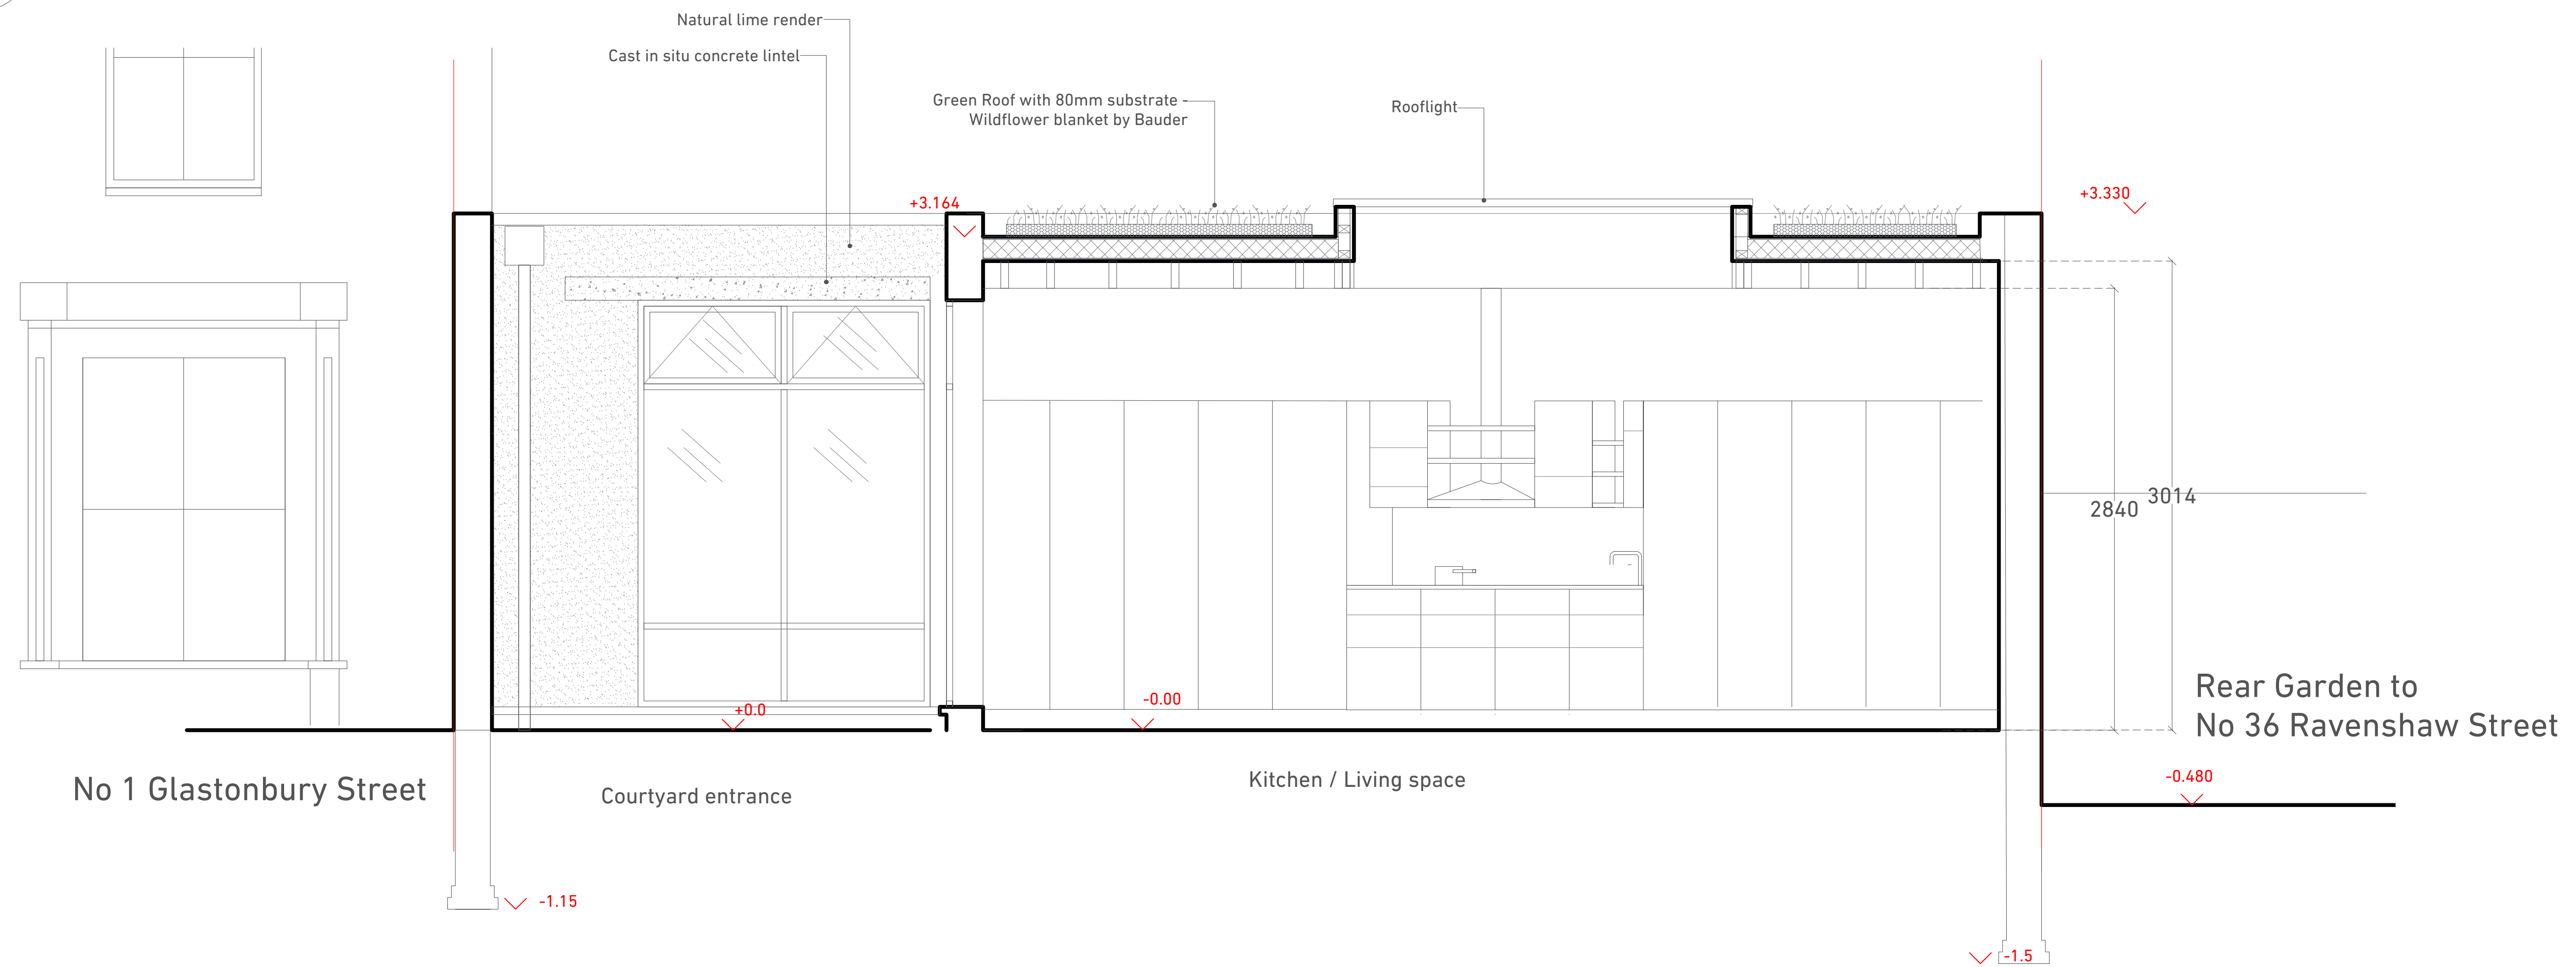 Natural lime render
Cast in situ concrete lintel
Green Roof with 80mm substrate -
Wildflower blanket by Bauder
Rooflight
+3.164
+3.330
2840
3014
+0.0
-0.00
Rear Garden to
No 36 Ravenshaw Street
No 1 Glastonbury Street
Courtyard entrance
Kitchen / Living space
-0.480
-1.15
-1.5